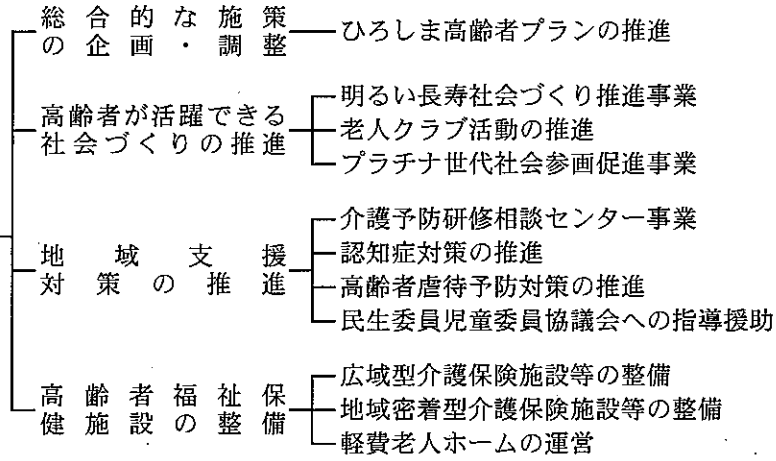 総合的な施策
の企画・調整
ひろしま高齢者プランの推進
高齢者が活躍できる
社会づくりの推進
明るい長寿社会づくり推進事業
老人クラブ活動の推進
プラチナ世代社会参画促進事業
地域支援
対策の推進
介護予防研修相談センター事業
認知症対策の推進
高齢者虐待予防対策の推進
民生委員児童委員協議会への指導援助
高齢者福祉保
健施設の整備
広域型介護保険施設等の整備
地域密着型介護保険施設等の整備
軽費老人ホームの運営